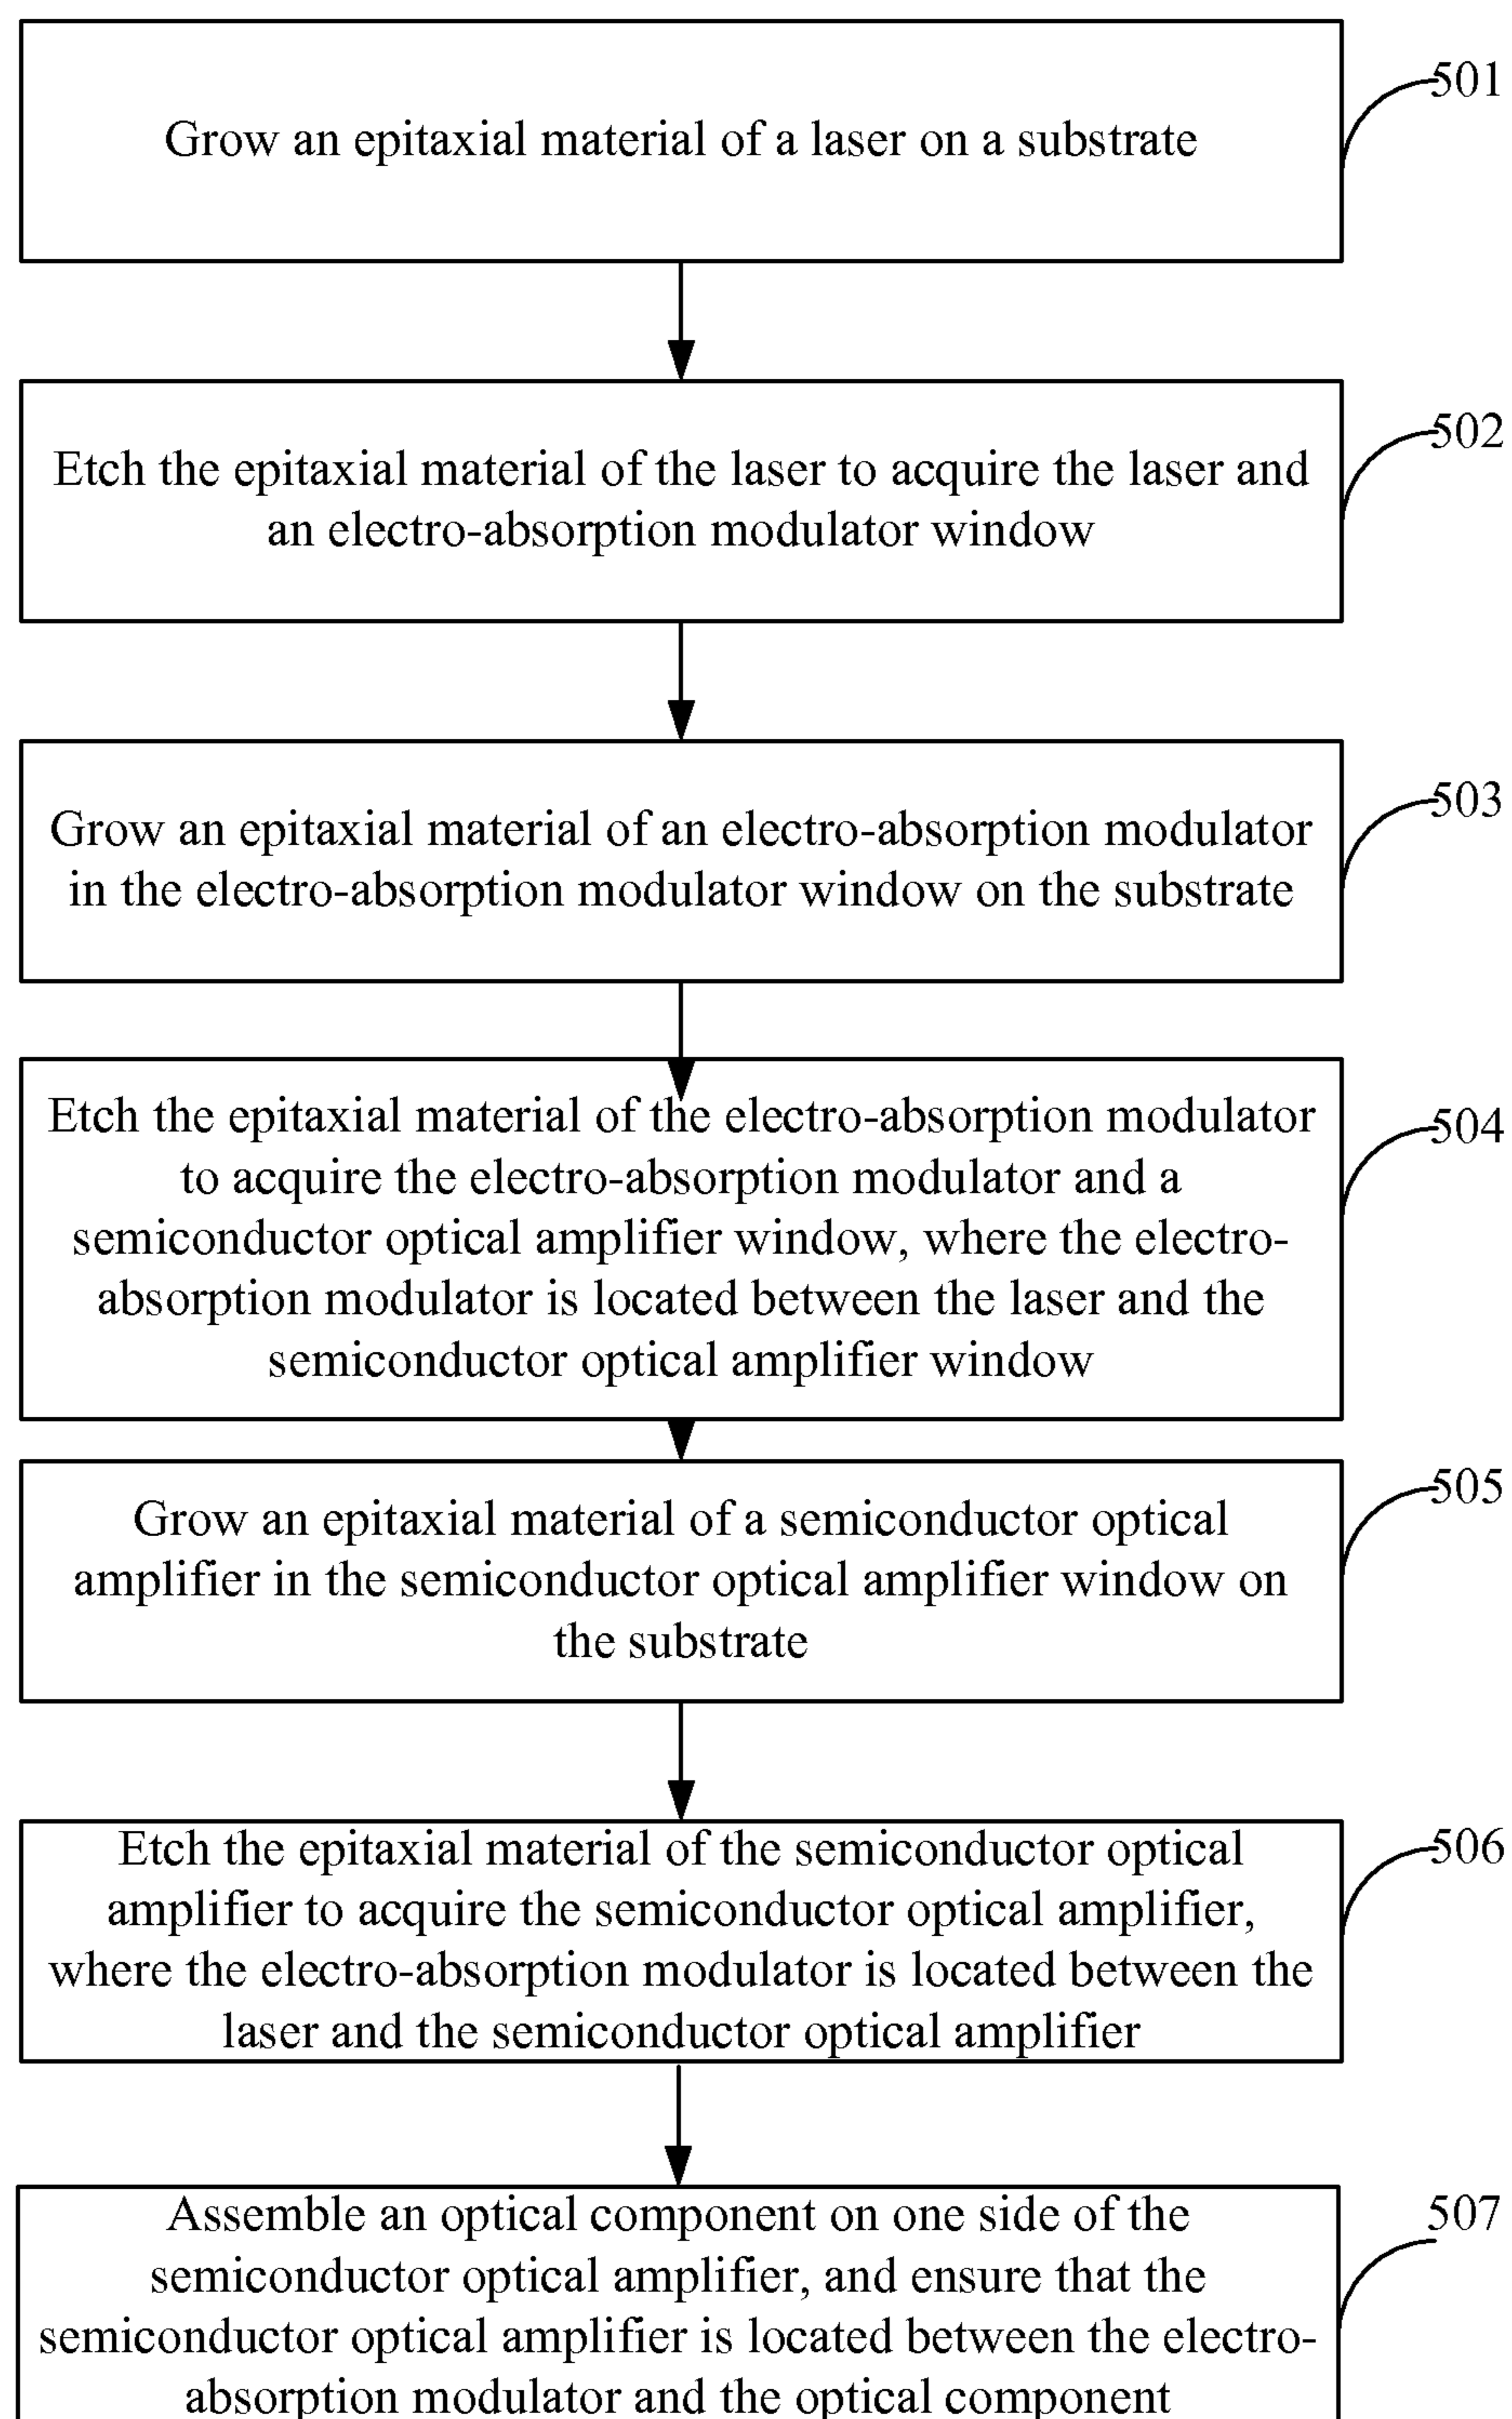 Grow an epitaxial material of a laser on a substrate
501
Etch the epitaxial material of the laser to acquire the laser and
an electro-absorption modulator window
502
Grow an epitaxial material of an electro-absorption modulator
in the electro-absorption modulator window on the substrate
503
Etch the epitaxial material of the electro-absorption modulator
to acquire the electro-absorption modulator and a
semiconductor optical amplifier window, where the electro-
absorption modulator is located between the laser and the
semiconductor optical amplifier window
504
Grow an epitaxial material of a semiconductor optical
amplifier in the semiconductor optical amplifier window on
the substrate
505
Etch the epitaxial material of the semiconductor optical
amplifier to acquire the semiconductor optical amplifier,
where the electro-absorption modulator is located between the
laser and the semiconductor optical amplifier
506
Assemble an optical component on one side of the
semiconductor optical amplifier, and ensure that the
semiconductor optical amplifier is located between the electro-
absorption modulator and the optical component
507